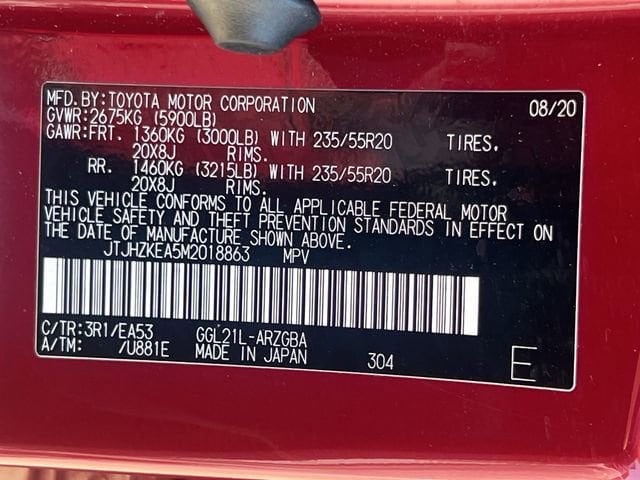 MFD.BY:TOYOTA MOTOR CORPORATION 08/20
GVWR:2675KG (5900LB)
GAWR:FRT. 1360KG (3000LB) WITH 235/55R20 TIRES,
20X8J RIMS.
RR. 1460KG (3215LB) WITH 235/55R20 TIRES,
20X8J RIMS.
THIS VEHICLE CONFORMS TO ALL APPLICABLE FEDERAL MOTOR
VEHICLE SAFETY AND THEFT PREVENTION STANDARDS IN EFFECT ON
THE DATE OF MANUFACTURE SHOWN ABOVE.
JTJHZKEA5M2018863 MPV
C/TR:3R1/EA53 GGL21L-ARZGBA
A/TM: /U881E MADE IN JAPAN 304 E